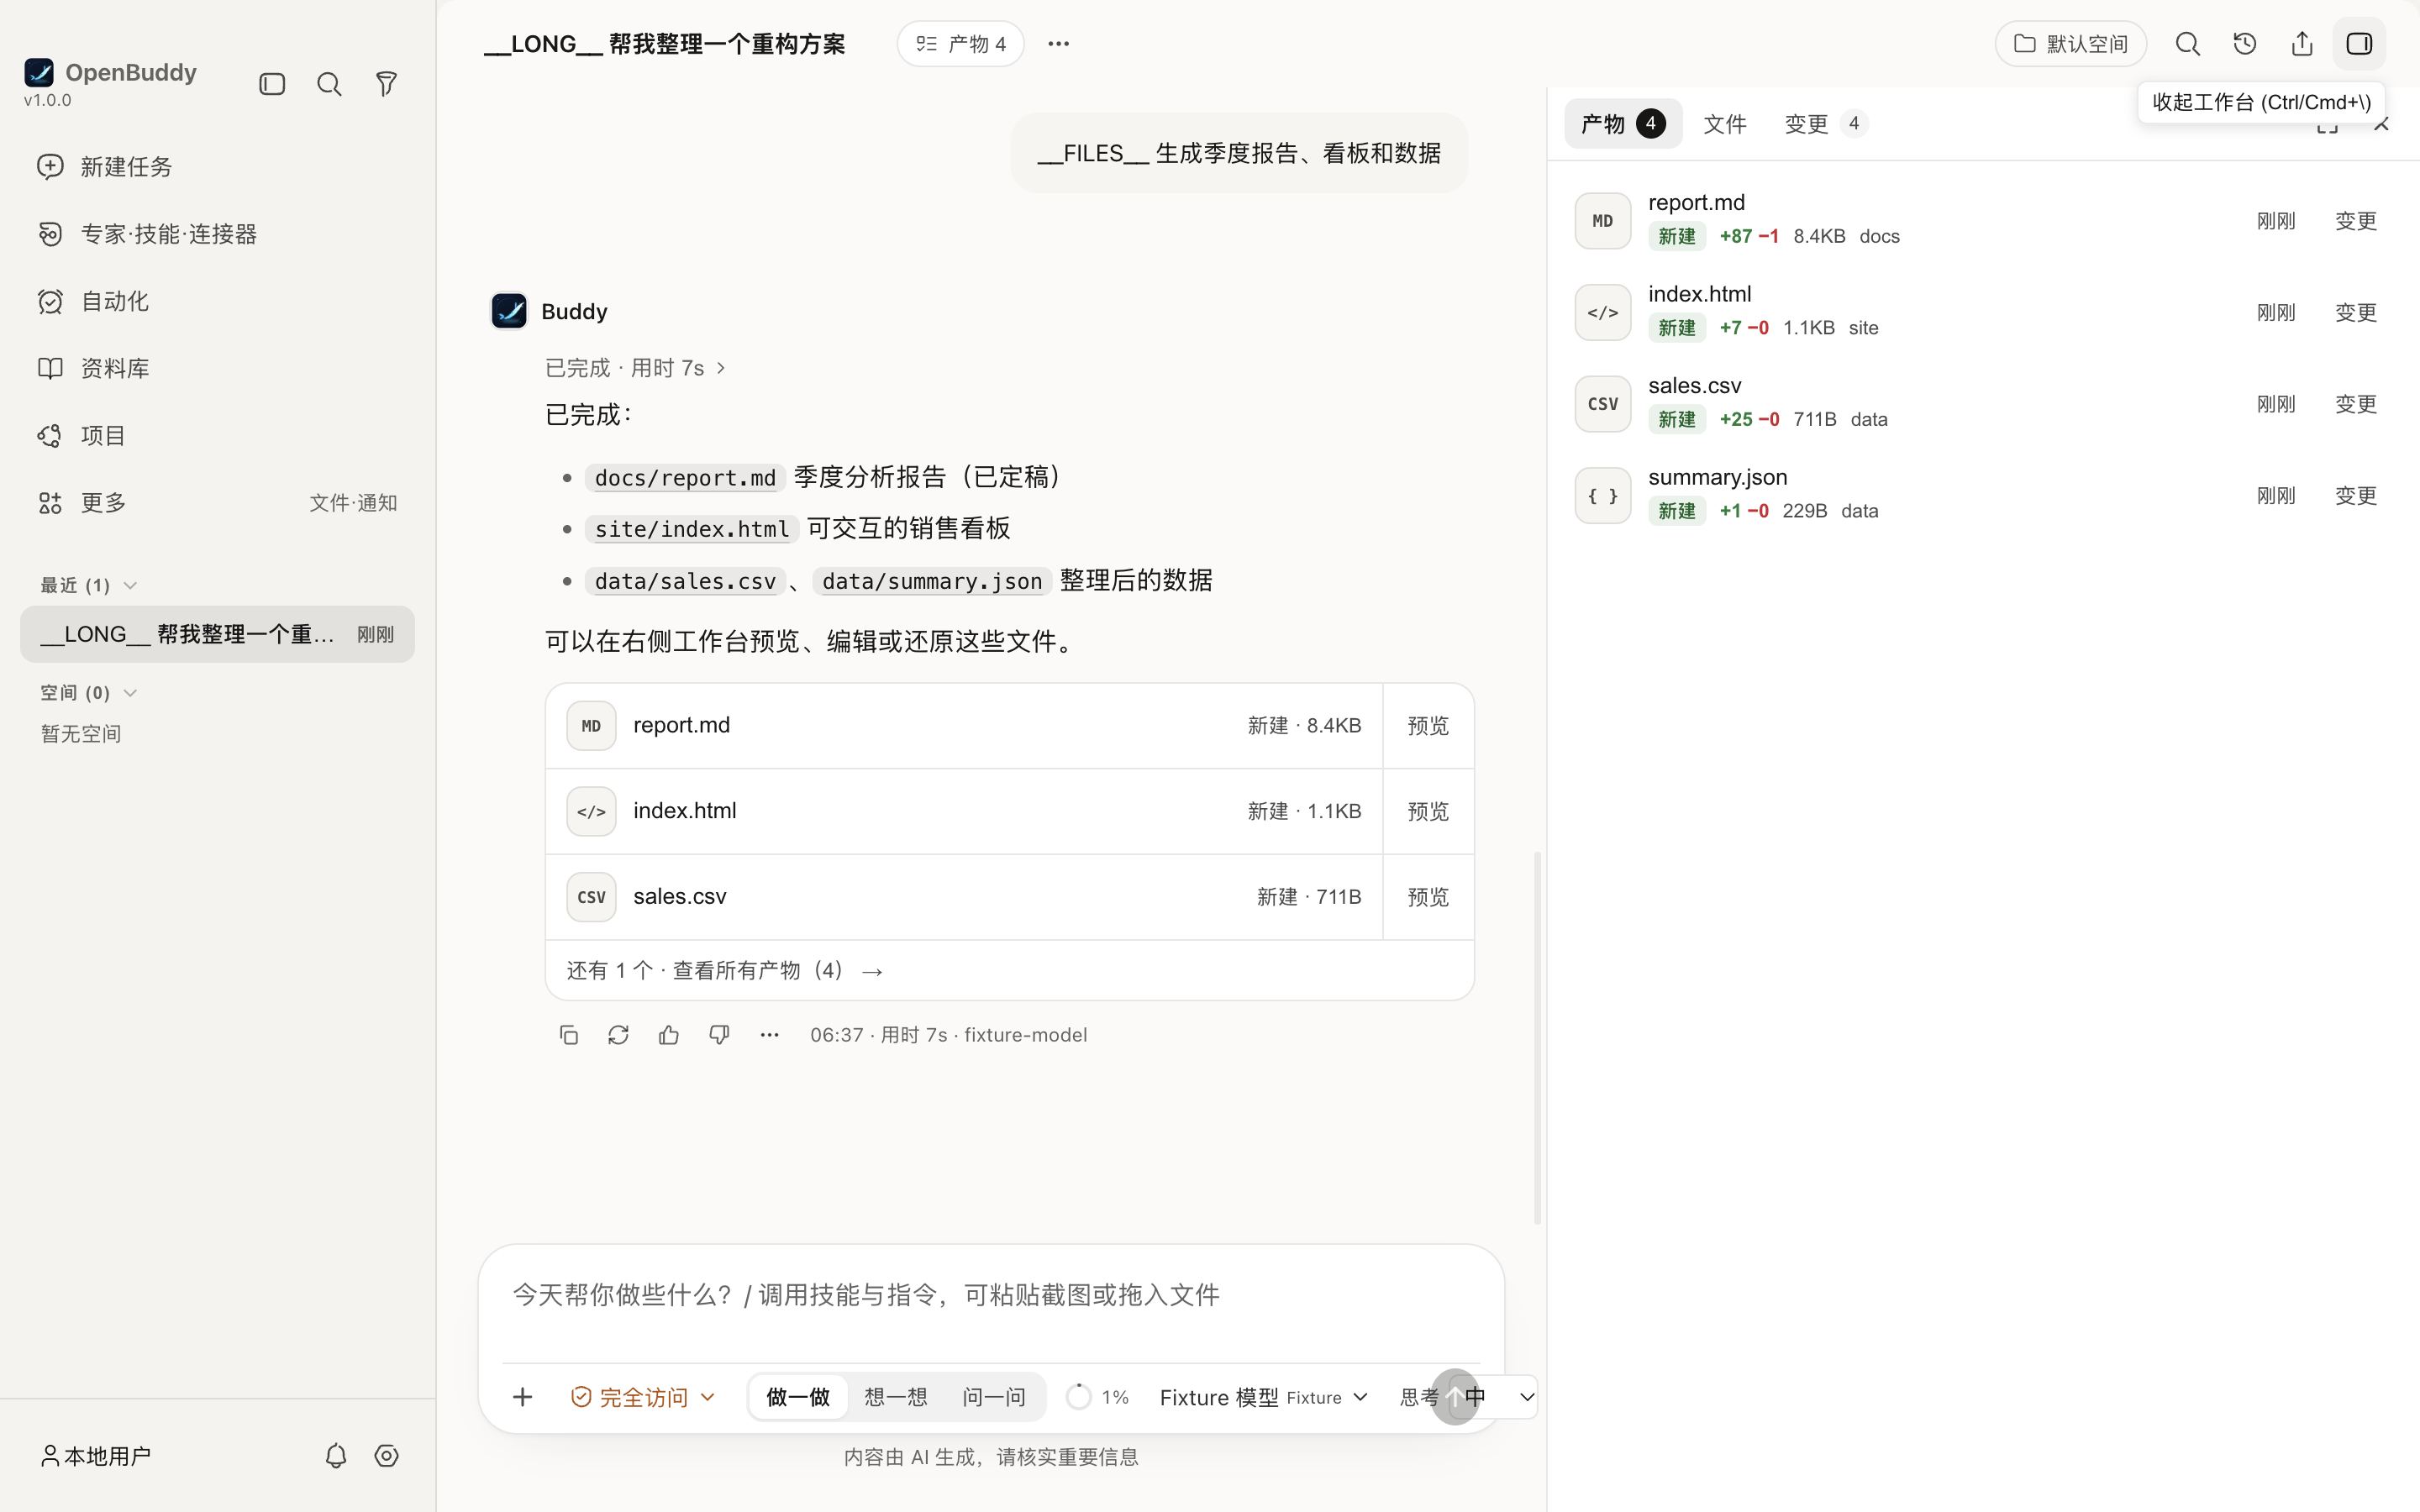 OpenBuddy
v1.0.0
新建任务
专家·技能·连接器
自动化
资料库
项目
更多 文件·通知
最近 (1)
__LONG__ 帮我整理一个重… 刚刚
空间 (0)
暂无空间
本地用户
__LONG__ 帮我整理一个重构方案
产物 4
默认空间
收起工作台 (Ctrl/Cmd+\)
__FILES__ 生成季度报告、看板和数据
Buddy
已完成 · 用时 7s
已完成：
docs/report.md 季度分析报告（已定稿）
site/index.html 可交互的销售看板
data/sales.csv、data/summary.json 整理后的数据
可以在右侧工作台预览、编辑或还原这些文件。
MD report.md 新建 · 8.4KB 预览
</> index.html 新建 · 1.1KB 预览
CSV sales.csv 新建 · 711B 预览
还有 1 个 · 查看所有产物（4） →
06:37 · 用时 7s · fixture-model
今天帮你做些什么？/ 调用技能与指令，可粘贴截图或拖入文件
完全访问 做一做 想一想 问一问 1% Fixture 模型 Fixture 思考 中
内容由 AI 生成，请核实重要信息
产物 4 文件 变更 4
MD report.md 刚刚 变更
新建 +87 −1 8.4KB docs
</> index.html 刚刚 变更
新建 +7 −0 1.1KB site
CSV sales.csv 刚刚 变更
新建 +25 −0 711B data
{ } summary.json 刚刚 变更
新建 +1 −0 229B data